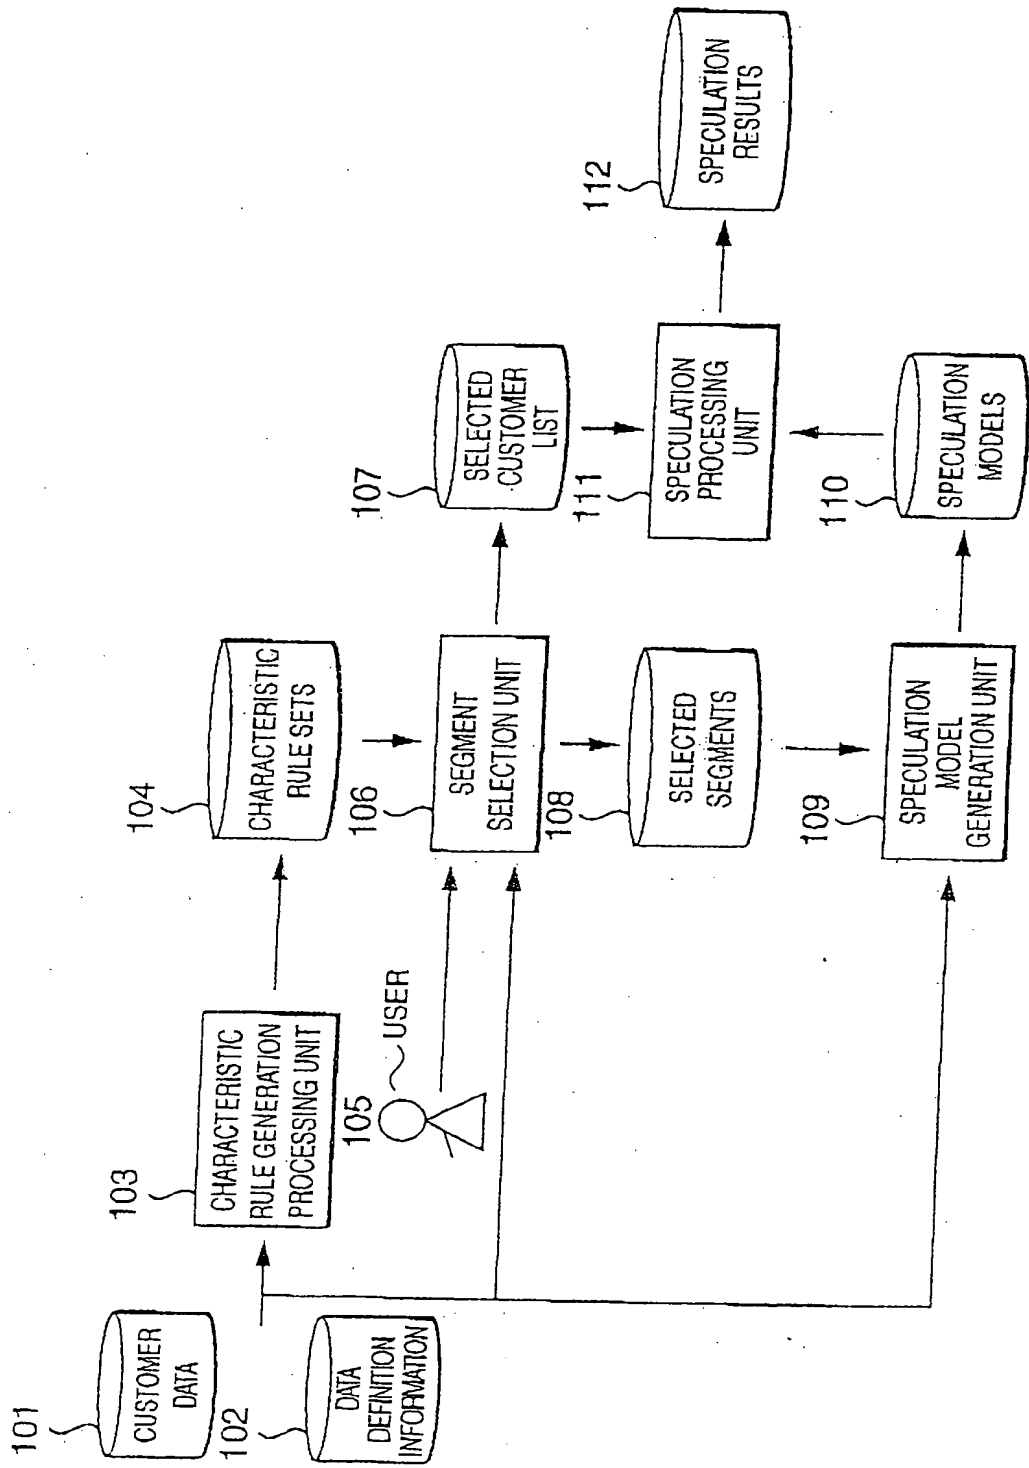 101
CUSTOMER
DATA
102
DATA
DEFINITION
INFORMATION
103
CHARACTERISTIC
RULE GENERATION
PROCESSING UNIT
104
CHARACTERISTIC
RULE SETS
105
USER
106
SEGMENT
SELECTION UNIT
107
SELECTED
CUSTOMER
LIST
108
SELECTED
SEGMENTS
109
SPECULATION
MODEL
GENERATION UNIT
110
SPECULATION
MODELS
111
SPECULATION
PROCESSING
UNIT
112
SPECULATION
RESULTS